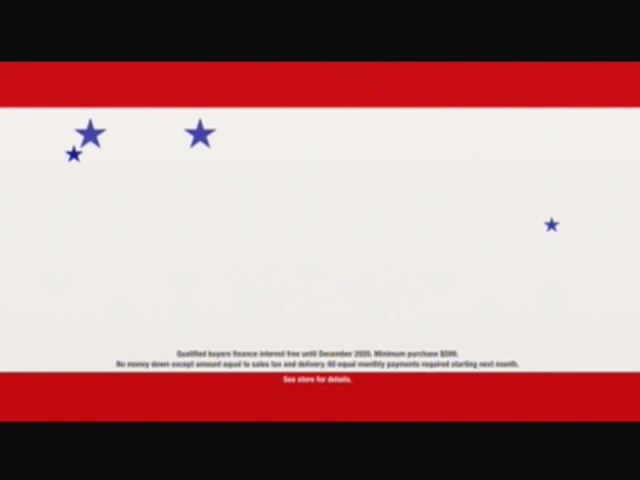 Qualified buyers finance interest free until December 2020. Minimum purchase
No money down except amount equal to sales tax and delivery. 60 equal monthly payments required starting next month.
See store for details.